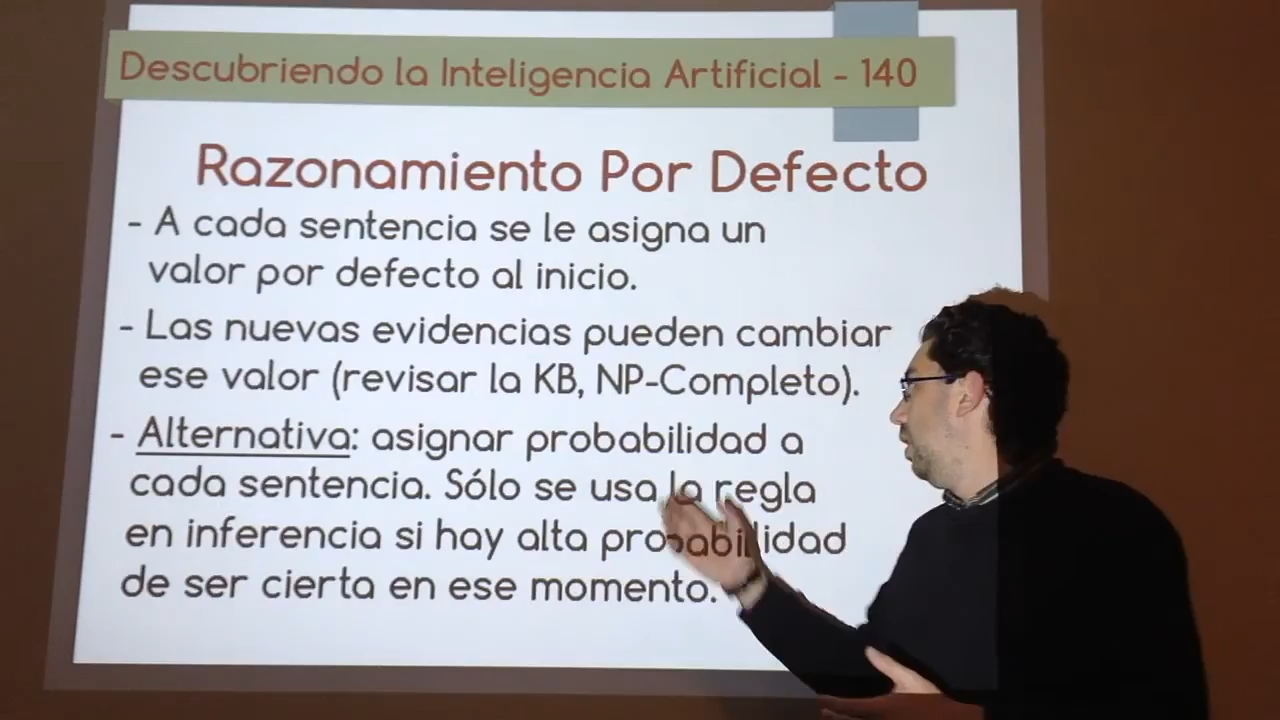 Descubriendo la Inteligencia Artificial - 140
Razonamiento Por Defecto
- A cada sentencia se le asigna un
valor por defecto al inicio.
- Las nuevas evidencias pueden cambiar
ese valor (revisar la KB, NP-Completo).
- Alternativa: asignar probabilidad a
cada sentencia. Sólo se usa la regla
en inferencia si hay alta probabilidad
de ser cierta en ese momento.